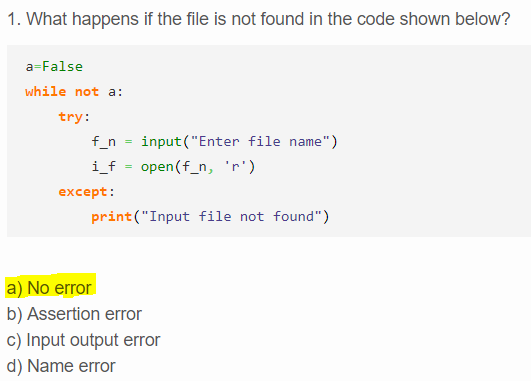 1. What happens if the file is not found in the code shown below?
a=False
while not a:
    try:
        f_n = input("Enter file name")
        i_f = open(f_n, 'r')
    except:
        print("Input file not found")
a) No error
b) Assertion error
c) Input output error
d) Name error